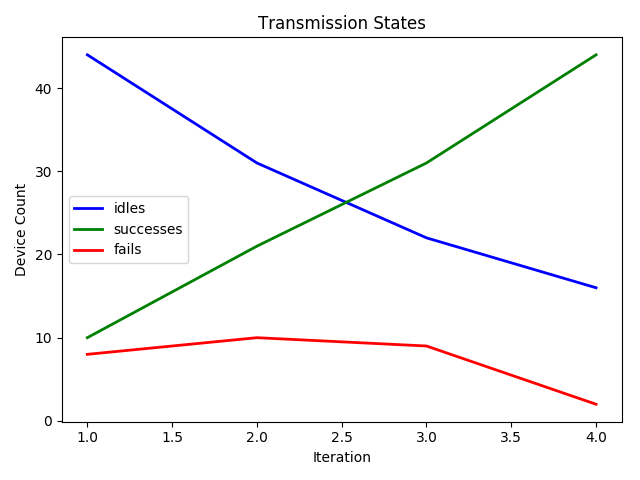 Transmission States
Device Count
40
30
20
10
0
idles
successes
fails
1.0 1.5 2.0 2.5 3.0 3.5 4.0
Iteration